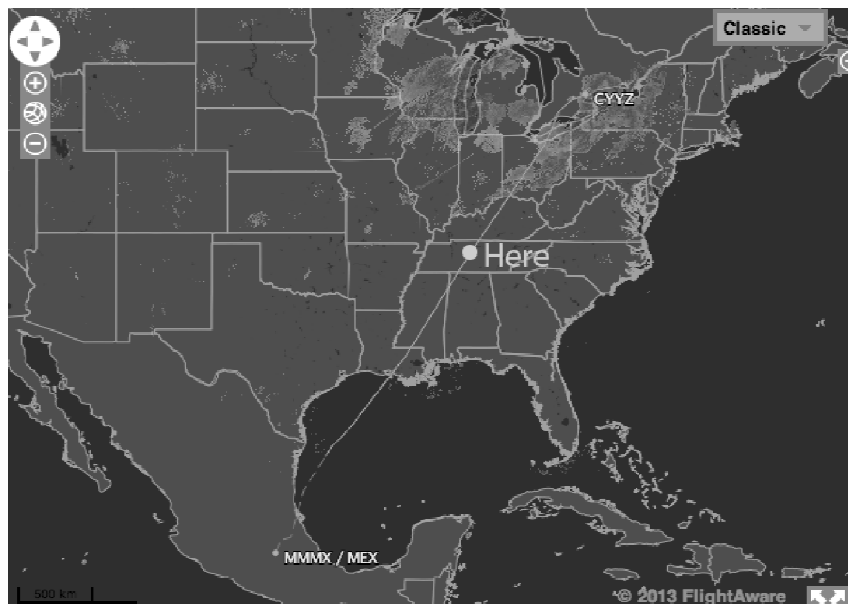 Classic
CYYZ
Here
MMMX / MEX
500 km
© 2013 FlightAware